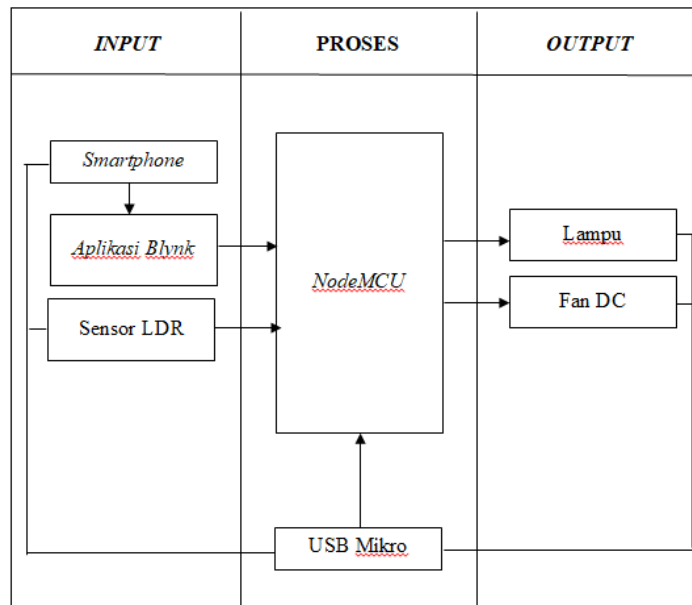 INPUT
PROSES
OUTPUT
Smartphone
Aplikasi Blynk
Sensor LDR
NodeMCU
Lampu
Fan DC
USB Mikro